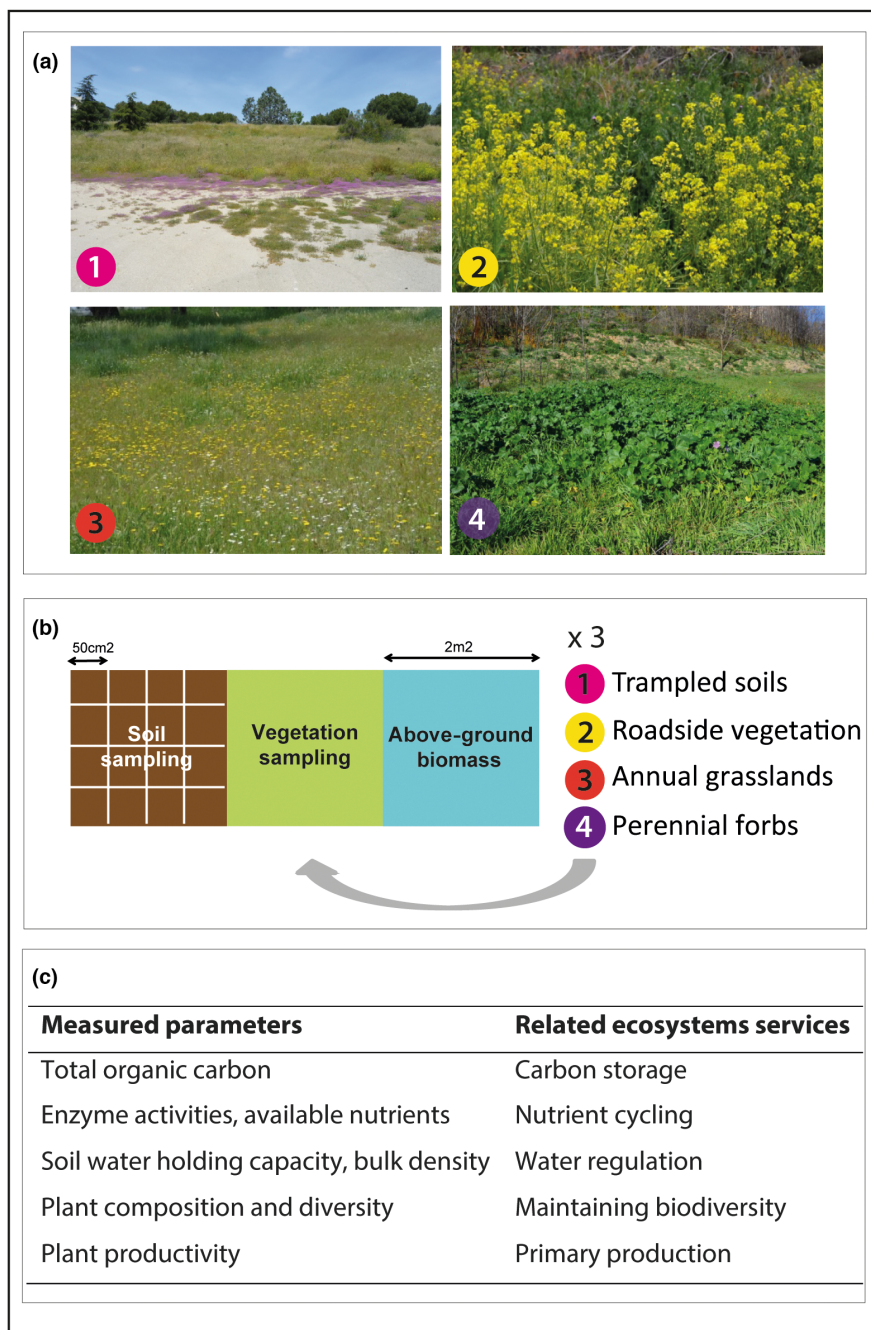 (a)
1
2
3
4
(b)
50cm2
2m2
Soil
sampling
Vegetation
sampling
Above-ground
biomass
x 3
1 Trampled soils
2 Roadside vegetation
3 Annual grasslands
4 Perennial forbs
(c)
Measured parameters Related ecosystems services
Total organic carbon Carbon storage
Enzyme activities, available nutrients Nutrient cycling
Soil water holding capacity, bulk density Water regulation
Plant composition and diversity Maintaining biodiversity
Plant productivity Primary production